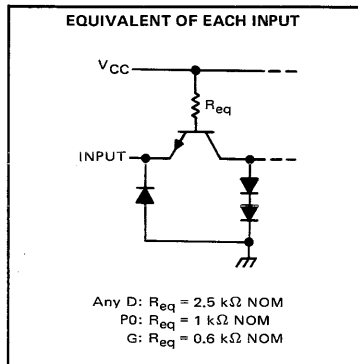 EQUIVALENT OF EACH INPUT
VCC
Req
INPUT
Any D: Req = 2.5 kΩ NOM
P0: Req = 1 kΩ NOM
G: Req = 0.6 kΩ NOM